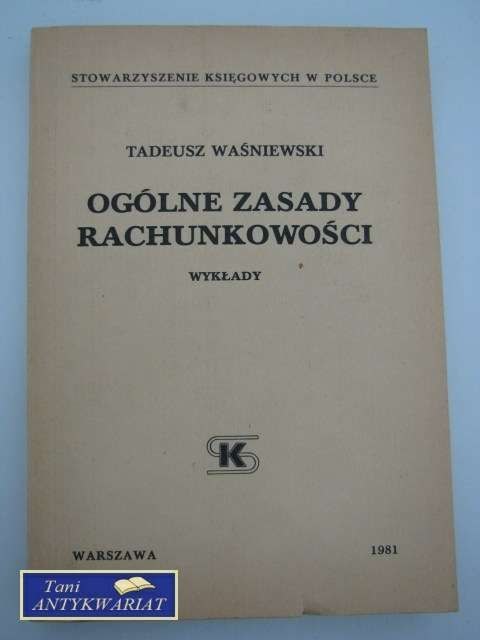 STOWARZYSZENIE KSIĘGOWYCH W POLSCE
TADEUSZ WAŚNIEWSKI
OGÓLNE ZASADY
RACHUNKOWOŚCI
WYKŁADY
SK
WARSZAWA 1981
Tani
ANTYKWARIAT